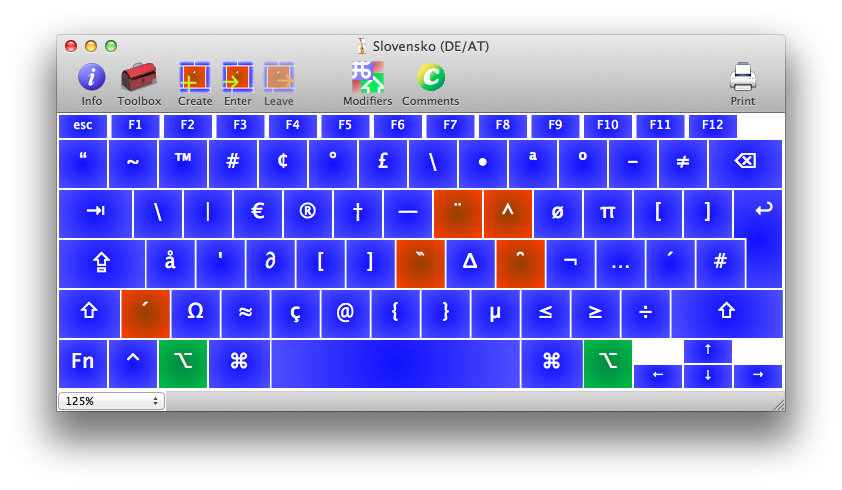 Slovensko (DE/AT)
Info Toolbox Create Enter Leave Modifiers Comments Print
esc F1 F2 F3 F4 F5 F6 F7 F8 F9 F10 F11 F12
“ ~ ™ # ¢ ° £ \ • ª º – ≠ ⌫
⇥ \ | € ® † — ¨ ^ ø π [ ] ↩
⇪ å ' ∂ [ ] ˋ ∆ ˆ ¬ … ´ #
⇧ ´ Ω ≈ ç @ { } µ ≤ ≥ ÷ ⇧
Fn ^ ⌥ ⌘ ⌘ ⌥ ← ↑ ↓ →
125%